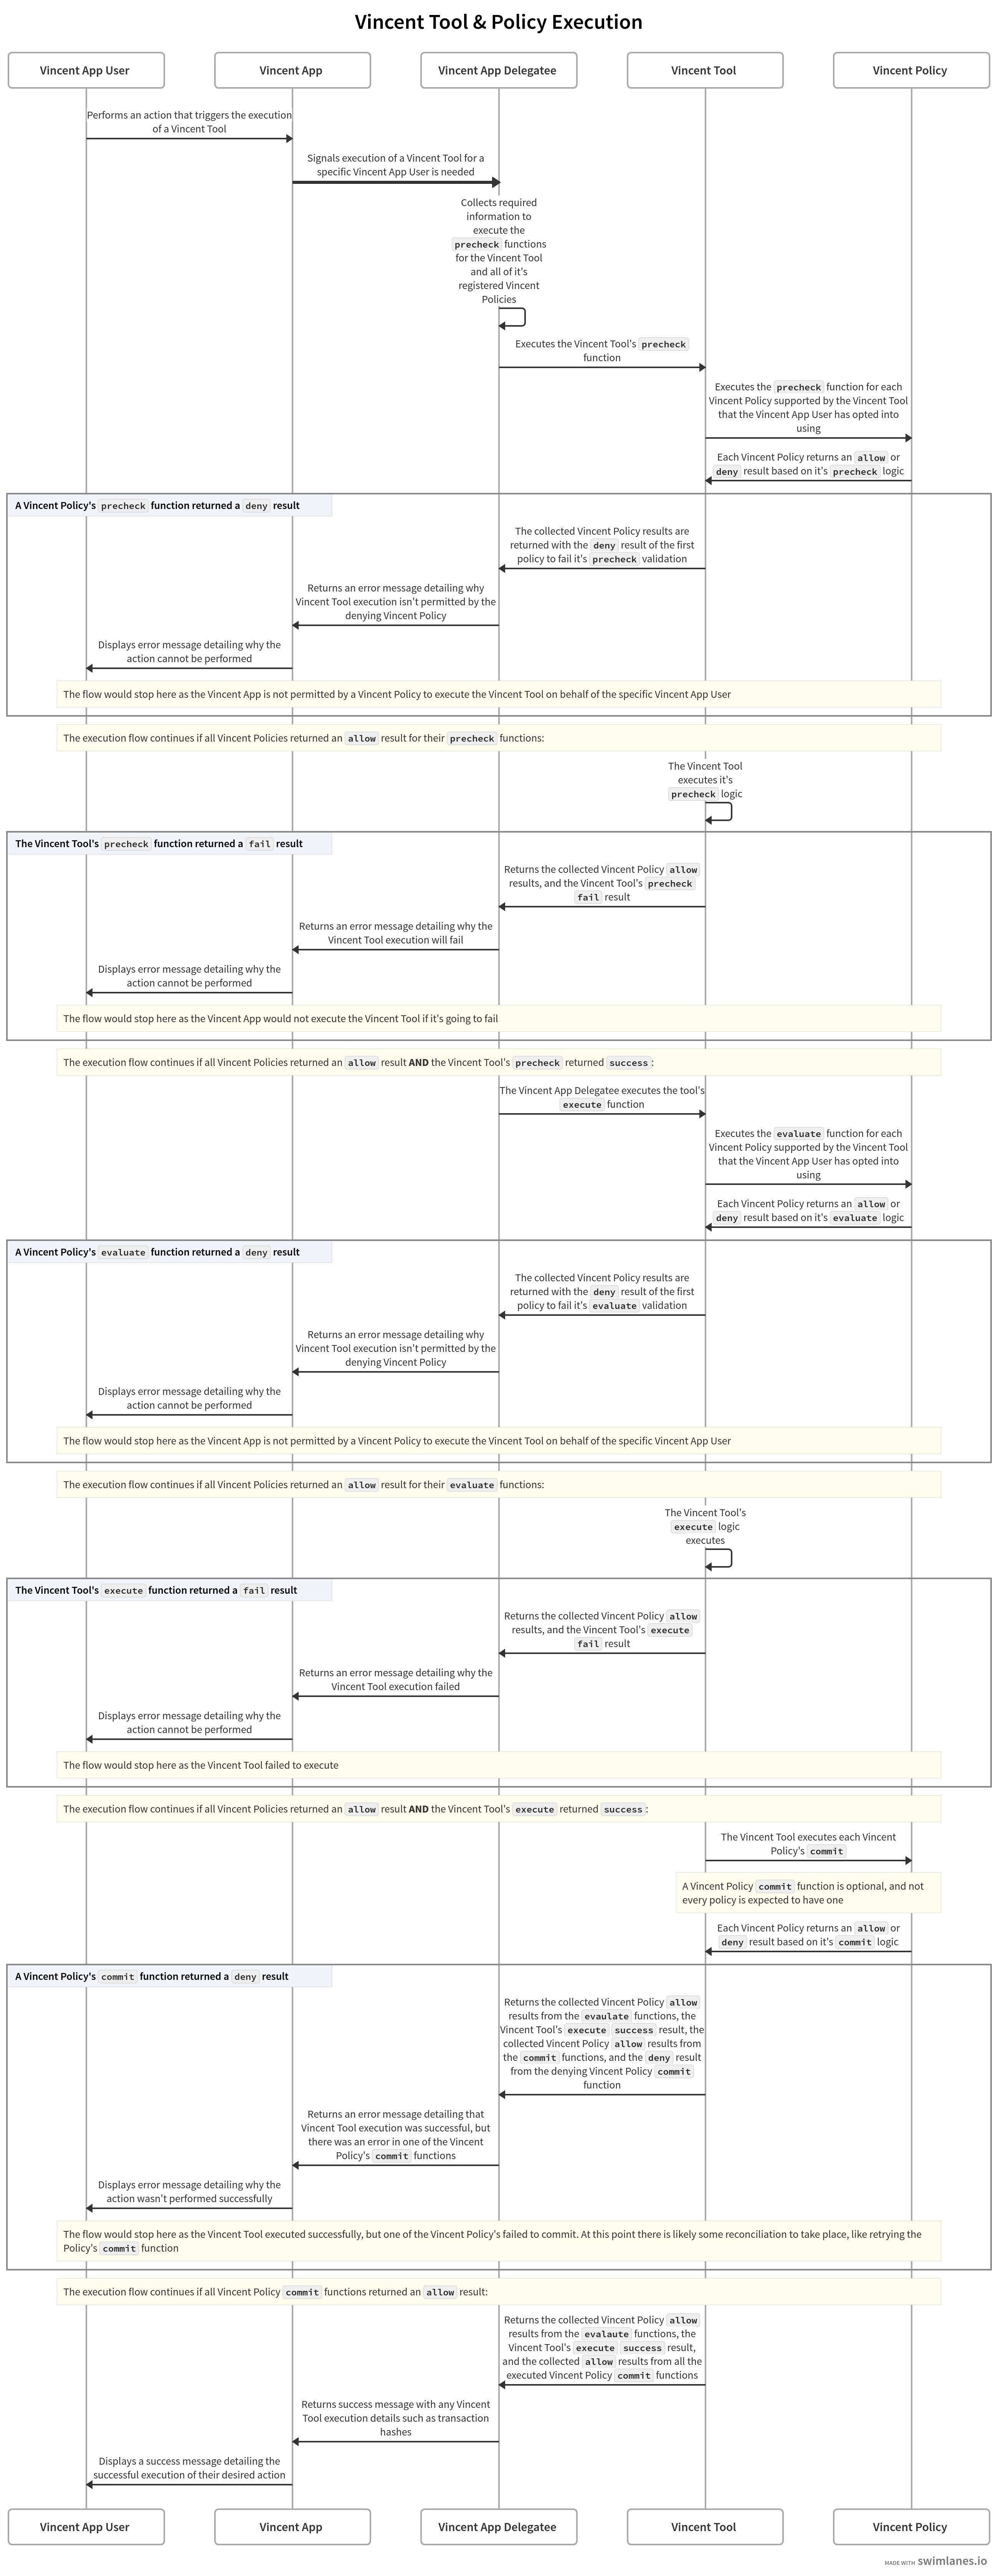 Vincent Tool & Policy Execution
Vincent App User
Vincent App
Vincent App Delegatee
Vincent Tool
Vincent Policy
Performs an action that triggers the execution
of a Vincent Tool
Signals execution of a Vincent Tool for a
specific Vincent App User is needed
Collects required
information to
execute the
precheck functions
for the Vincent Tool
and all of it's
registered Vincent
Policies
Executes the Vincent Tool's precheck
function
Executes the precheck function for each
Vincent Policy supported by the Vincent Tool
that the Vincent App User has opted into
using
Each Vincent Policy returns an allow or
deny result based on it's precheck logic
A Vincent Policy's precheck function returned a deny result
The collected Vincent Policy results are
returned with the deny result of the first
policy to fail it's precheck validation
Returns an error message detailing why
Vincent Tool execution isn't permitted by the
denying Vincent Policy
Displays error message detailing why the
action cannot be performed
The flow would stop here as the Vincent App is not permitted by a Vincent Policy to execute the Vincent Tool on behalf of the specific Vincent App User
The execution flow continues if all Vincent Policies returned an allow result for their precheck functions:
The Vincent Tool
executes it's
precheck logic
The Vincent Tool's precheck function returned a fail result
Returns the collected Vincent Policy allow
results, and the Vincent Tool's precheck
fail result
Returns an error message detailing why the
Vincent Tool execution will fail
Displays error message detailing why the
action cannot be performed
The flow would stop here as the Vincent App would not execute the Vincent Tool if it's going to fail
The execution flow continues if all Vincent Policies returned an allow result AND the Vincent Tool's precheck returned success:
The Vincent App Delegatee executes the tool's
execute function
Executes the evaluate function for each
Vincent Policy supported by the Vincent Tool
that the Vincent App User has opted into
using
Each Vincent Policy returns an allow or
deny result based on it's evaluate logic
A Vincent Policy's evaluate function returned a deny result
The collected Vincent Policy results are
returned with the deny result of the first
policy to fail it's evaluate validation
Returns an error message detailing why
Vincent Tool execution isn't permitted by the
denying Vincent Policy
Displays error message detailing why the
action cannot be performed
The flow would stop here as the Vincent App is not permitted by a Vincent Policy to execute the Vincent Tool on behalf of the specific Vincent App User
The execution flow continues if all Vincent Policies returned an allow result for their evaluate functions:
The Vincent Tool's
execute logic
executes
The Vincent Tool's execute function returned a fail result
Returns the collected Vincent Policy allow
results, and the Vincent Tool's execute
fail result
Returns an error message detailing why the
Vincent Tool execution failed
Displays error message detailing why the
action cannot be performed
The flow would stop here as the Vincent Tool failed to execute
The execution flow continues if all Vincent Policies returned an allow result AND the Vincent Tool's execute returned success:
The Vincent Tool executes each Vincent
Policy's commit
A Vincent Policy commit function is optional, and not
every policy is expected to have one
Each Vincent Policy returns an allow or
deny result based on it's commit logic
A Vincent Policy's commit function returned a deny result
Returns the collected Vincent Policy allow
results from the evaulate functions, the
Vincent Tool's execute success result, the
collected Vincent Policy allow results from
the commit functions, and the deny result
from the denying Vincent Policy commit
function
Returns an error message detailing that
Vincent Tool execution was successful, but
there was an error in one of the Vincent
Policy's commit functions
Displays error message detailing why the
action wasn't performed successfully
The flow would stop here as the Vincent Tool executed successfully, but one of the Vincent Policy's failed to commit. At this point there is likely some reconciliation to take place, like retrying the
Policy's commit function
The execution flow continues if all Vincent Policy commit functions returned an allow result:
Returns the collected Vincent Policy allow
results from the evalaute functions, the
Vincent Tool's execute success result,
and the collected allow results from all the
executed Vincent Policy commit functions
Returns success message with any Vincent
Tool execution details such as transaction
hashes
Displays a success message detailing the
successful execution of their desired action
Vincent App User
Vincent App
Vincent App Delegatee
Vincent Tool
Vincent Policy
MADE WITH swimlanes.io